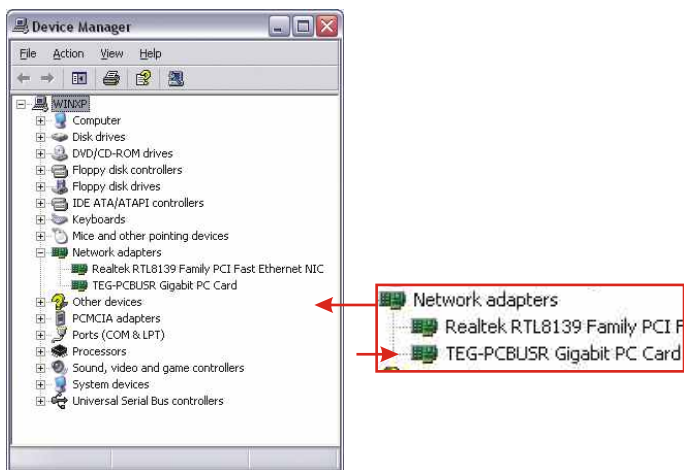 Device Manager
File Action View Help
WINXP
Computer
Disk drives
DVD/CD-ROM drives
Floppy disk controllers
Floppy disk drives
IDE ATA/ATAPI controllers
Keyboards
Mice and other pointing devices
Network adapters
Realtek RTL8139 Family PCI Fast Ethernet NIC
TEG-PCBUSR Gigabit PC Card
Other devices
PCMCIA adapters
Ports (COM & LPT)
Processors
Sound, video and game controllers
System devices
Universal Serial Bus controllers
Network adapters
Realtek RTL8139 Family PCI F
TEG-PCBUSR Gigabit PC Card